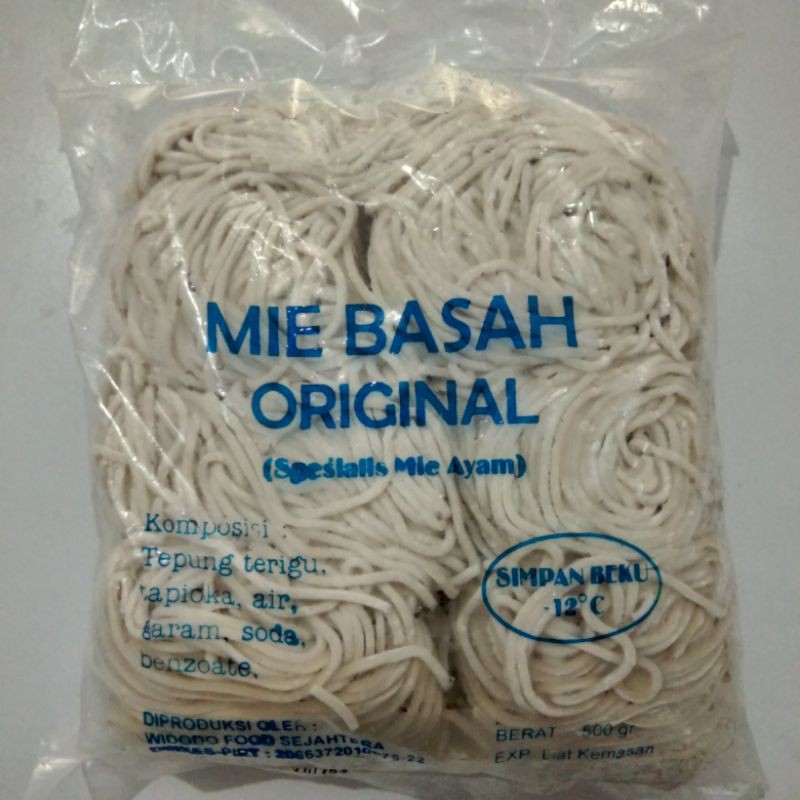 MIE BASAH
ORIGINAL
(Spesialis Mie Ayam)
Komposisi :
Tepung terigu,
tapioka, air,
garam, soda,
benzoate.
SIMPAN BEKU
-12°C
DIPRODUKSI OLEH :
WIDODO FOOD SEJAHTERA
BERAT 500 gr
EXP Liat Kemasan